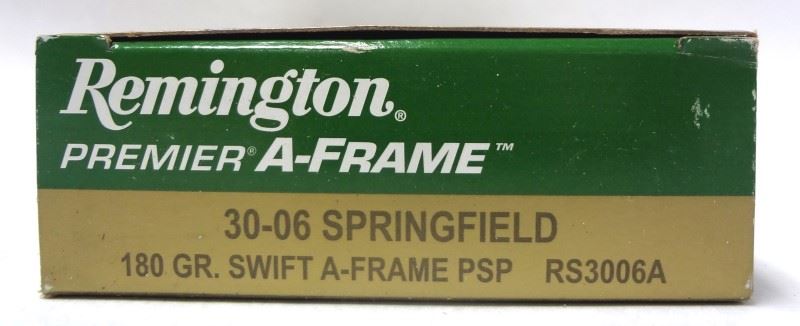 Remington®
PREMIER® A-FRAME™
30-06 SPRINGFIELD
180 GR. SWIFT A-FRAME PSP RS3006A